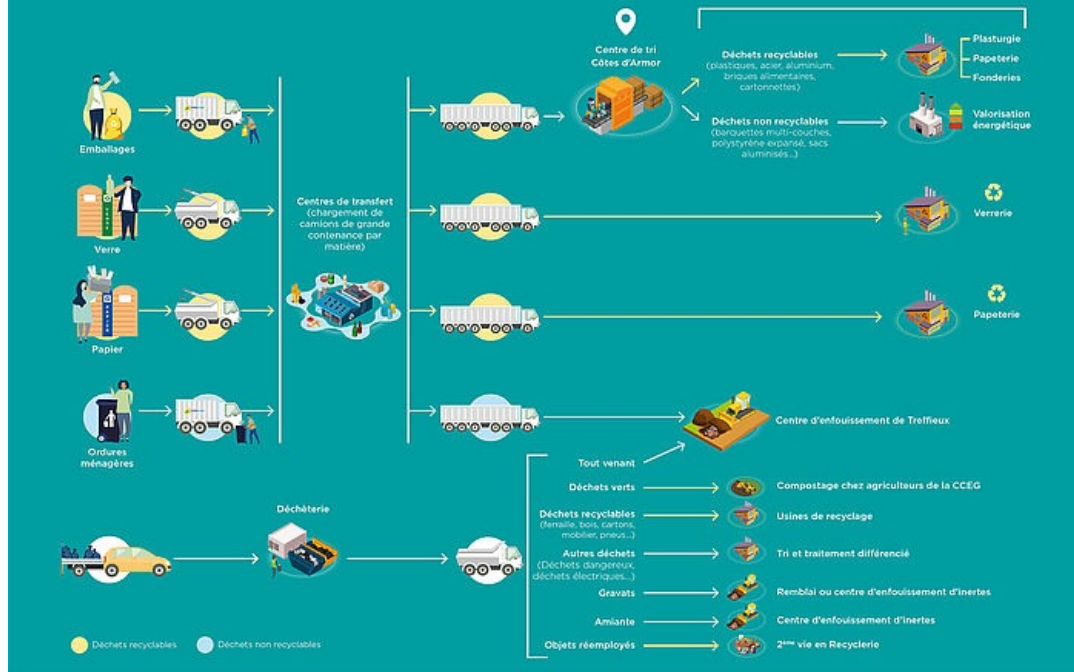 Centre de tri
Côtes d'Armor
Déchets recyclables
(plastiques, acier, aluminium,
briques alimentaires,
cartonnettes)
Plasturgie
Papeterie
Fonderies
Déchets non recyclables
(barquettes multi-couches,
polystyrène expansé, sacs
aluminisés...)
Valorisation
énergétique
Emballages
Centres de transfert
(chargement de
camions de grande
contenance par
matière)
VERRE
Verre
Verrerie
PAPIER
Papier
Papeterie
Ordures
ménagères
Centre d'enfouissement de Treffieux
Tout venant
Déchets verts
Compostage chez agriculteurs de la CCEG
Déchèterie
Déchets recyclables
(ferraille, bois, cartons,
mobilier, pneus...)
Usines de recyclage
Autres déchets
(Déchets dangereux,
déchets électriques...)
Tri et traitement différencié
Gravats
Remblai ou centre d'enfouissement d'inertes
Amiante
Centre d'enfouissement d'inertes
Objets réemployés
2ème vie en Recyclerie
Déchets recyclables
Déchets non recyclables